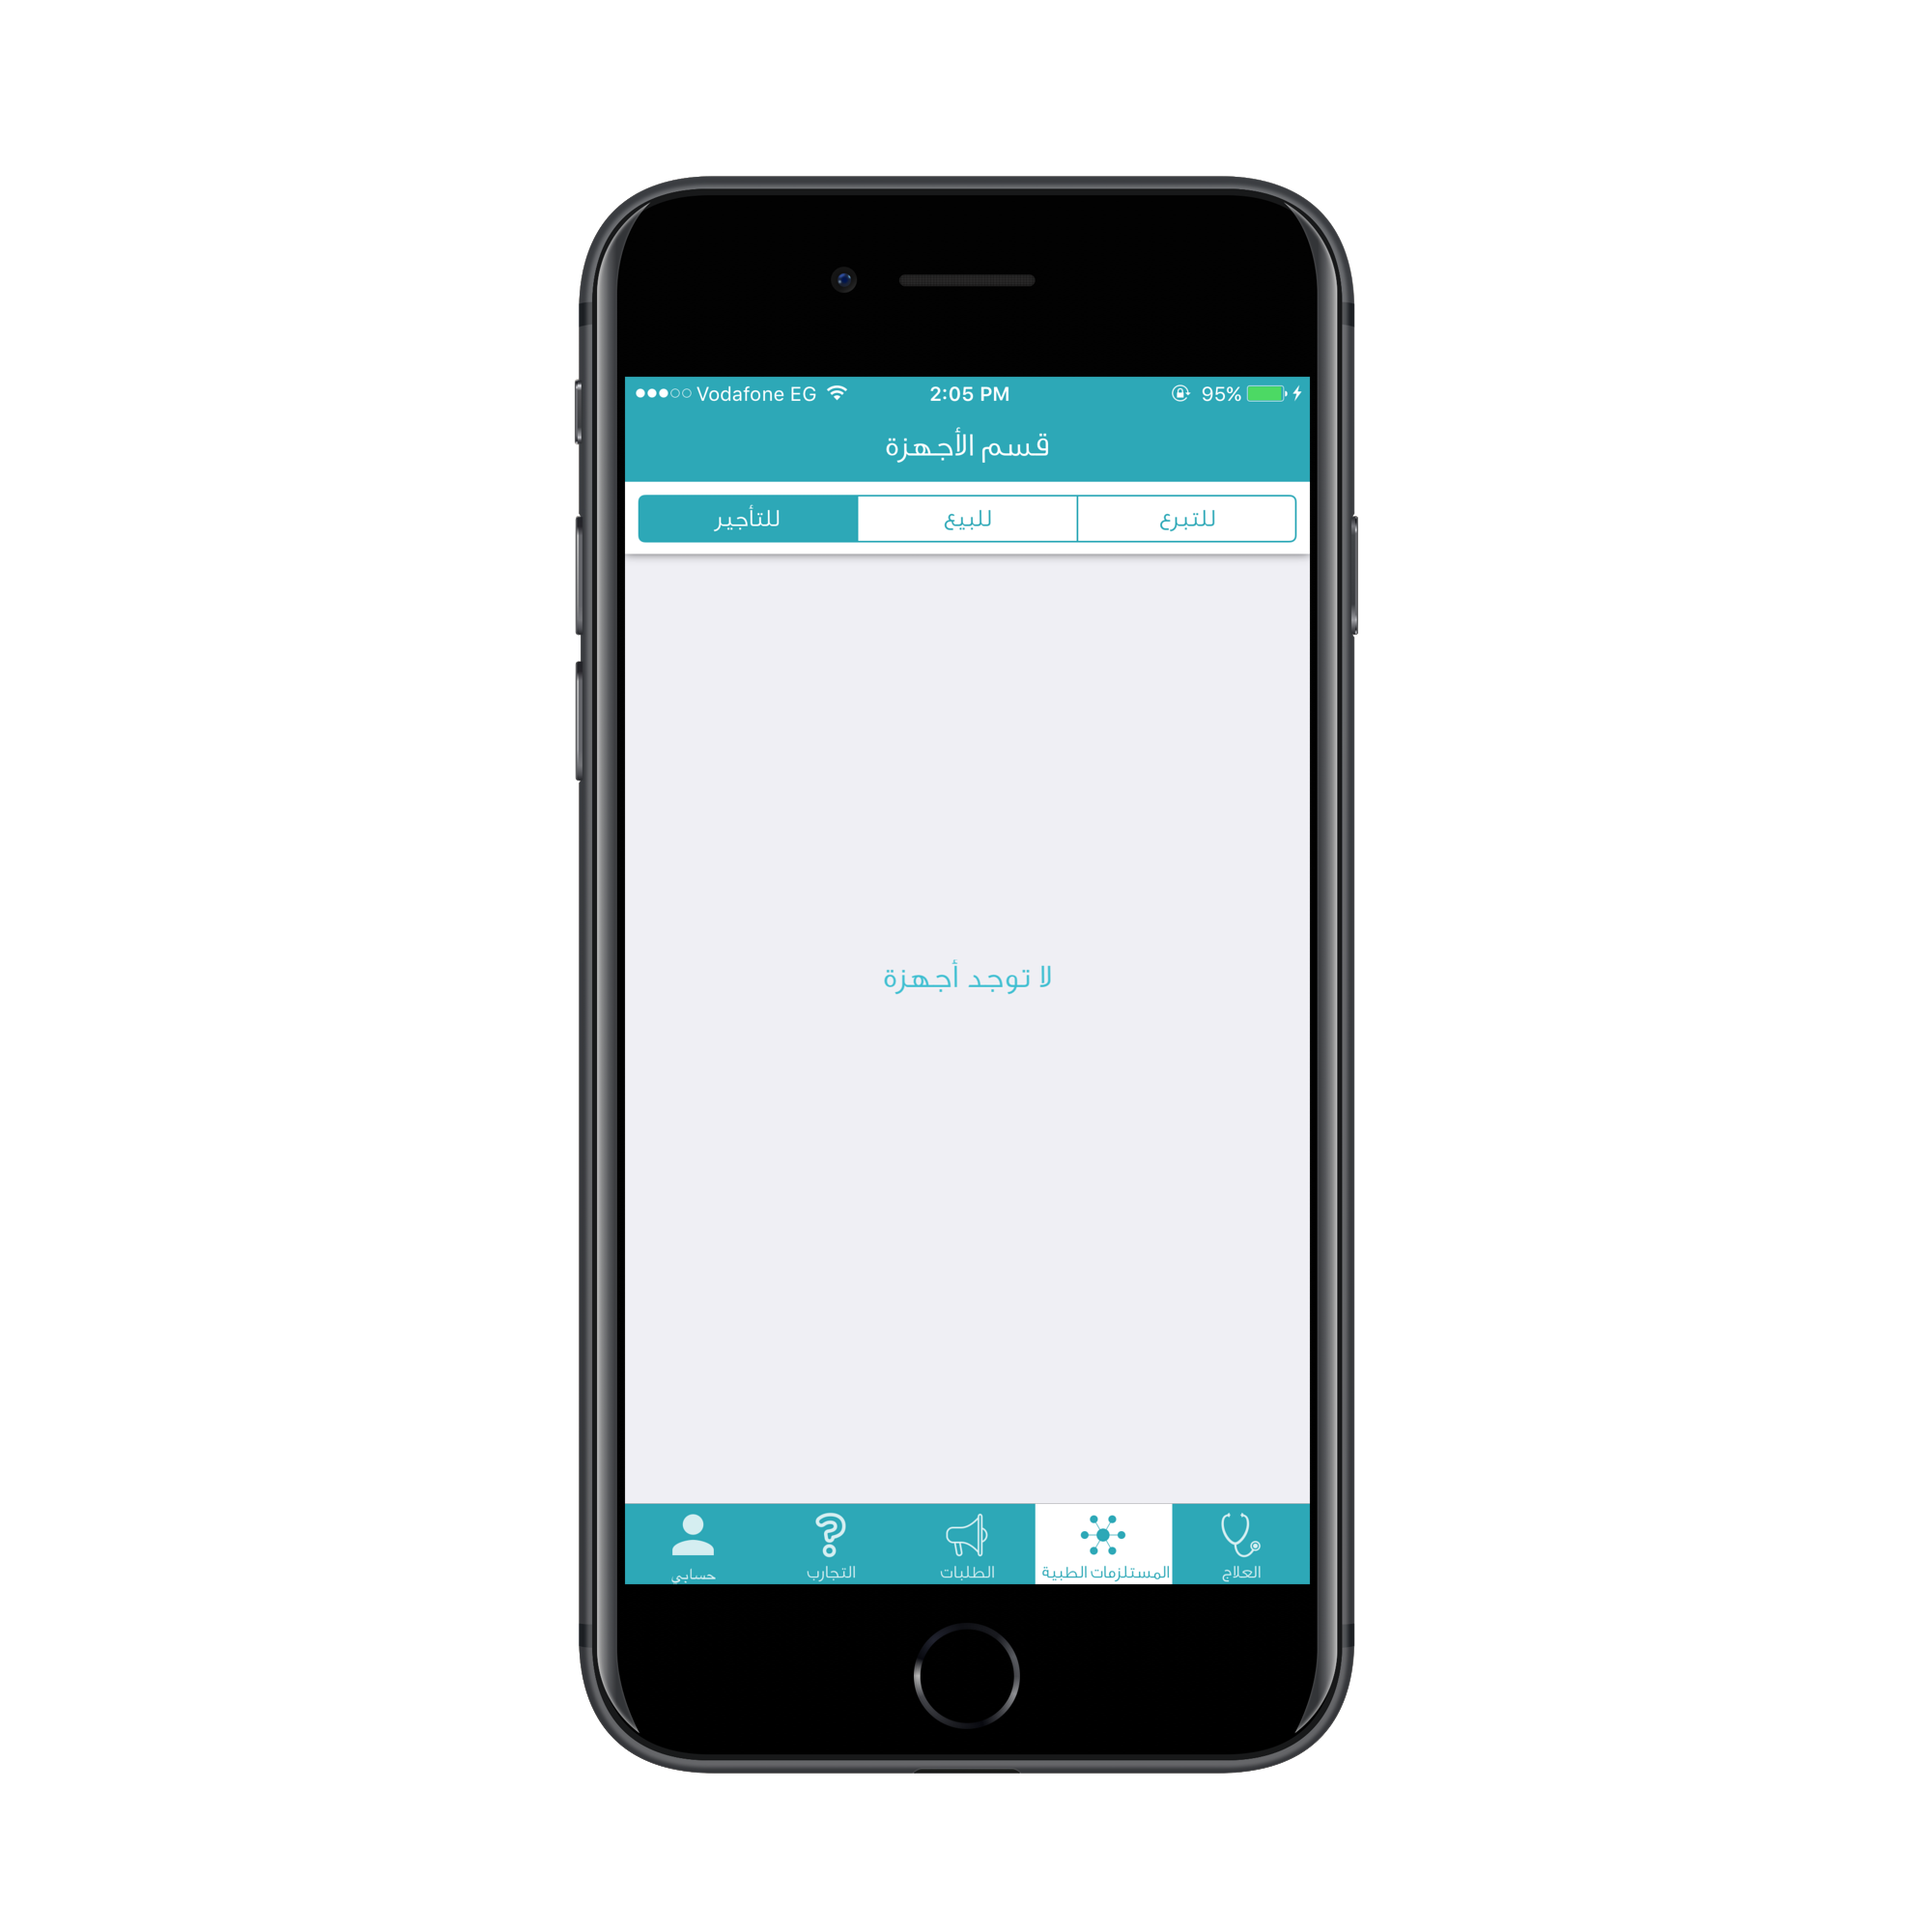 Vodafone EG 2:05 PM 95%
قسم الأجهزة
للتبرع للبيع للتأجير
لا توجد أجهزة
العلاج المستلزمات الطبية الطلبات التجارب حسابي